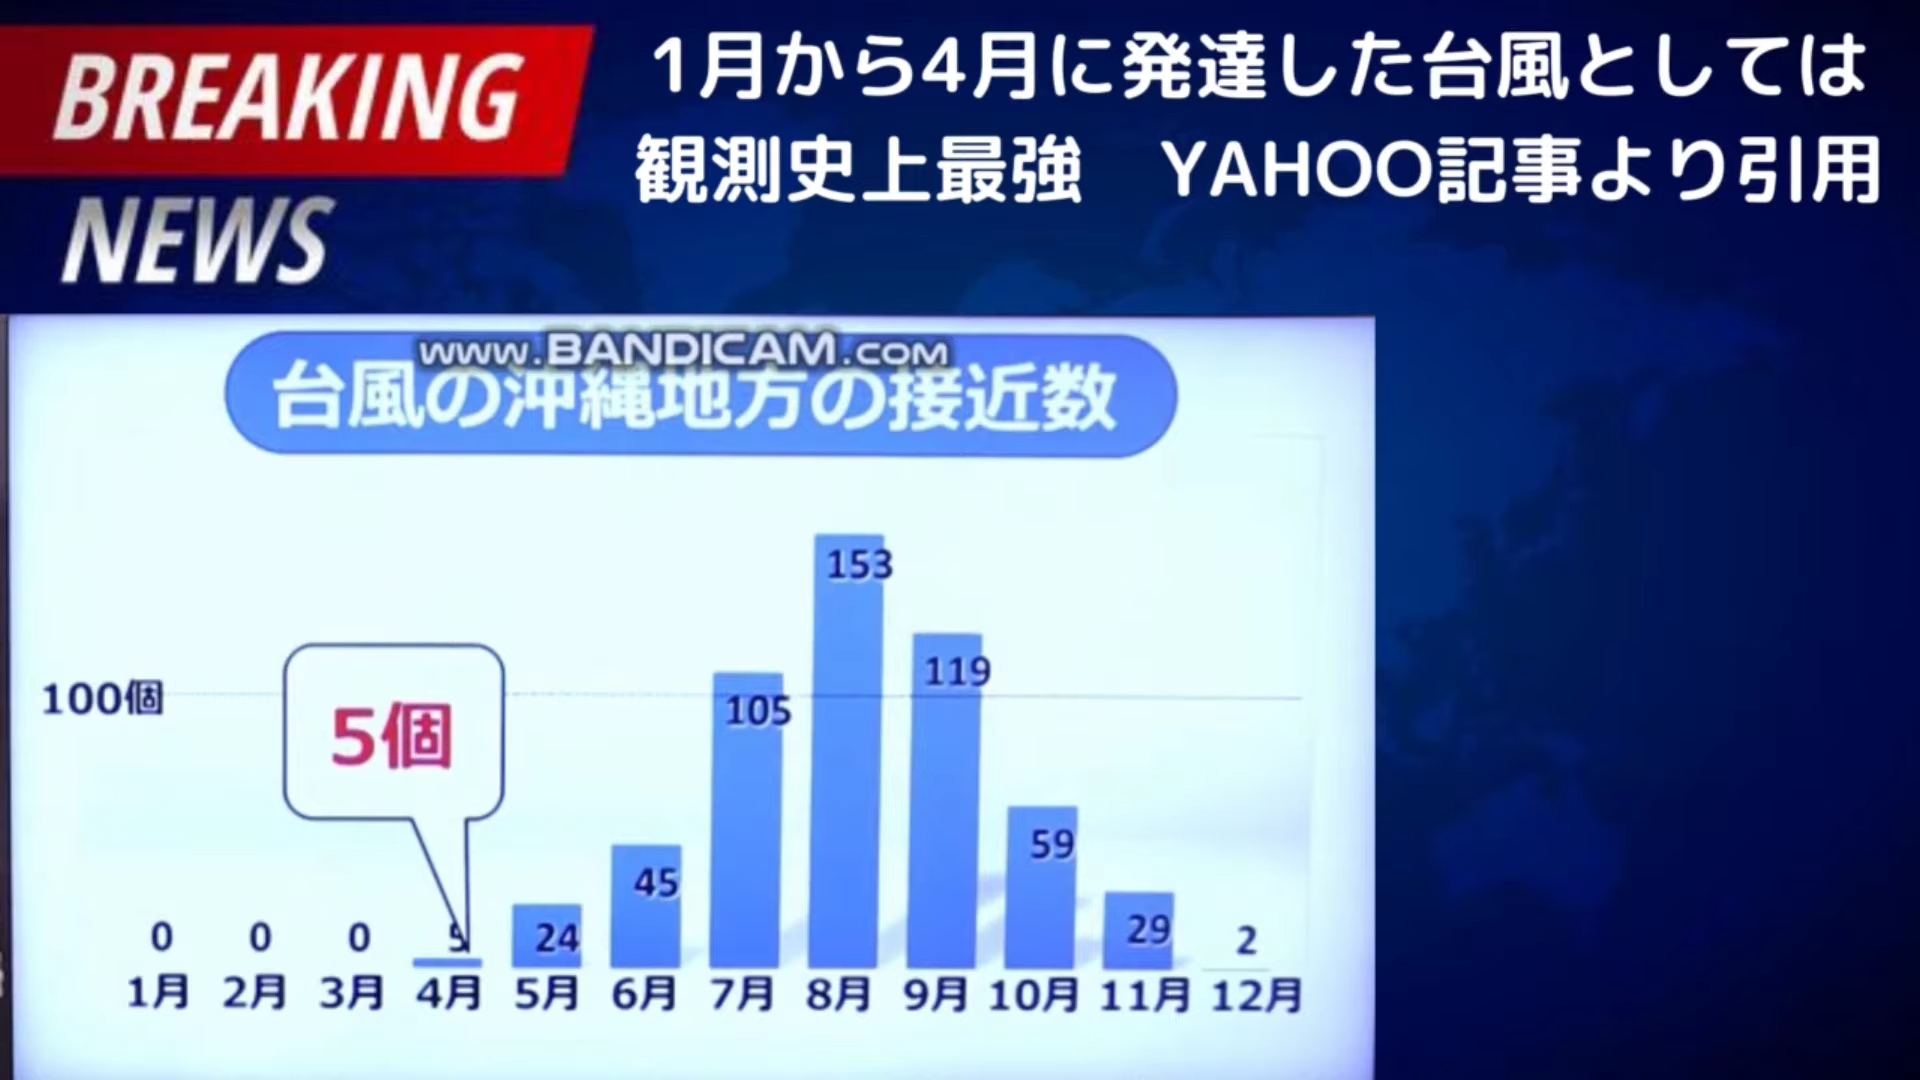 BREAKING
NEWS
1月から4月に発達した台風としては
観測史上最強 YAHOO記事より引用
www.BANDICAM.com
台風の沖縄地方の接近数
153
119
100個
105
5個
59
45
29
0 0 0 5 24 2
1月 2月 3月 4月 5月 6月 7月 8月 9月 10月 11月 12月